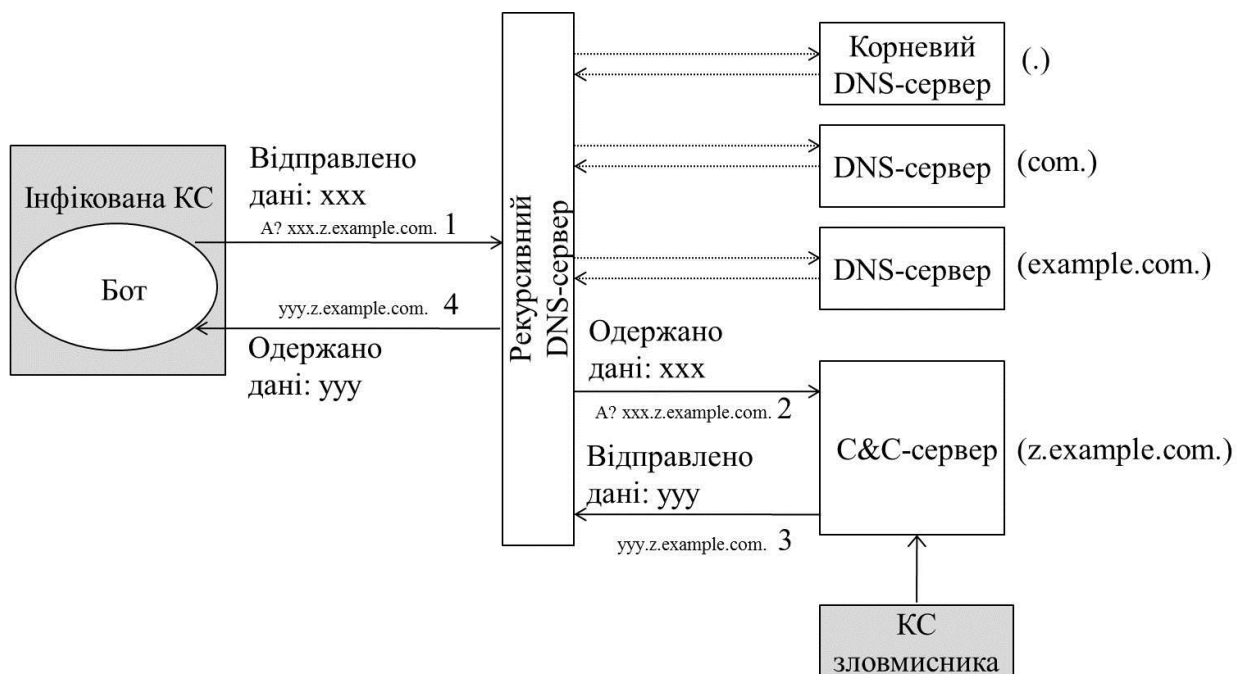 Корневий
DNS-сервер
(.)
DNS-сервер
(com.)
DNS-сервер
(example.com.)
Інфікована КС
Бот
Відправлено
дані: xxx
A? xxx.z.example.com. 1
yyy.z.example.com. 4
Одержано
дані: yyy
Рекурсивний
DNS-сервер
Одержано
дані: xxx
A? xxx.z.example.com. 2
Відправлено
дані: yyy
yyy.z.example.com. 3
C&C-сервер
(z.example.com.)
КС
зловмисника